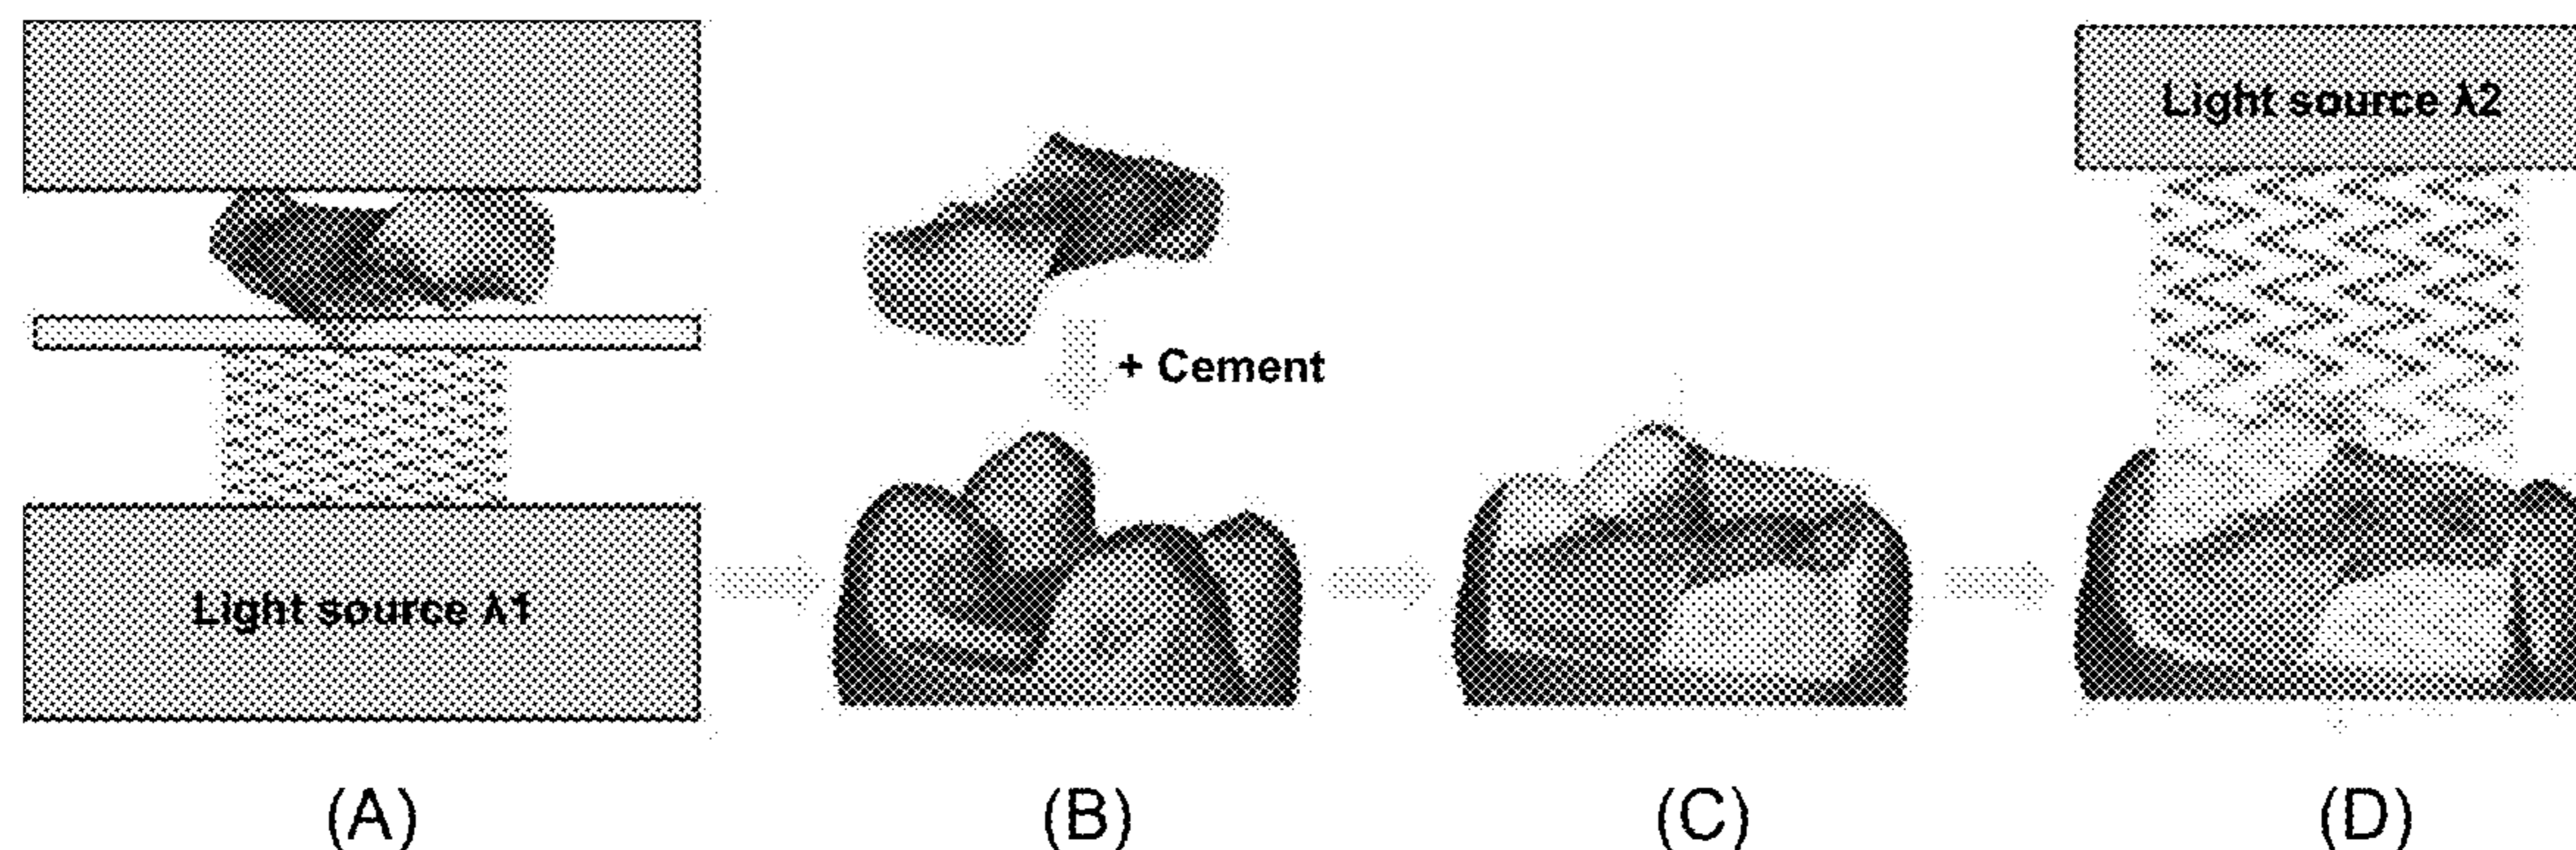 Light source λ2
+ Cement
Light source λ1
(A)
(B)
(C)
(D)